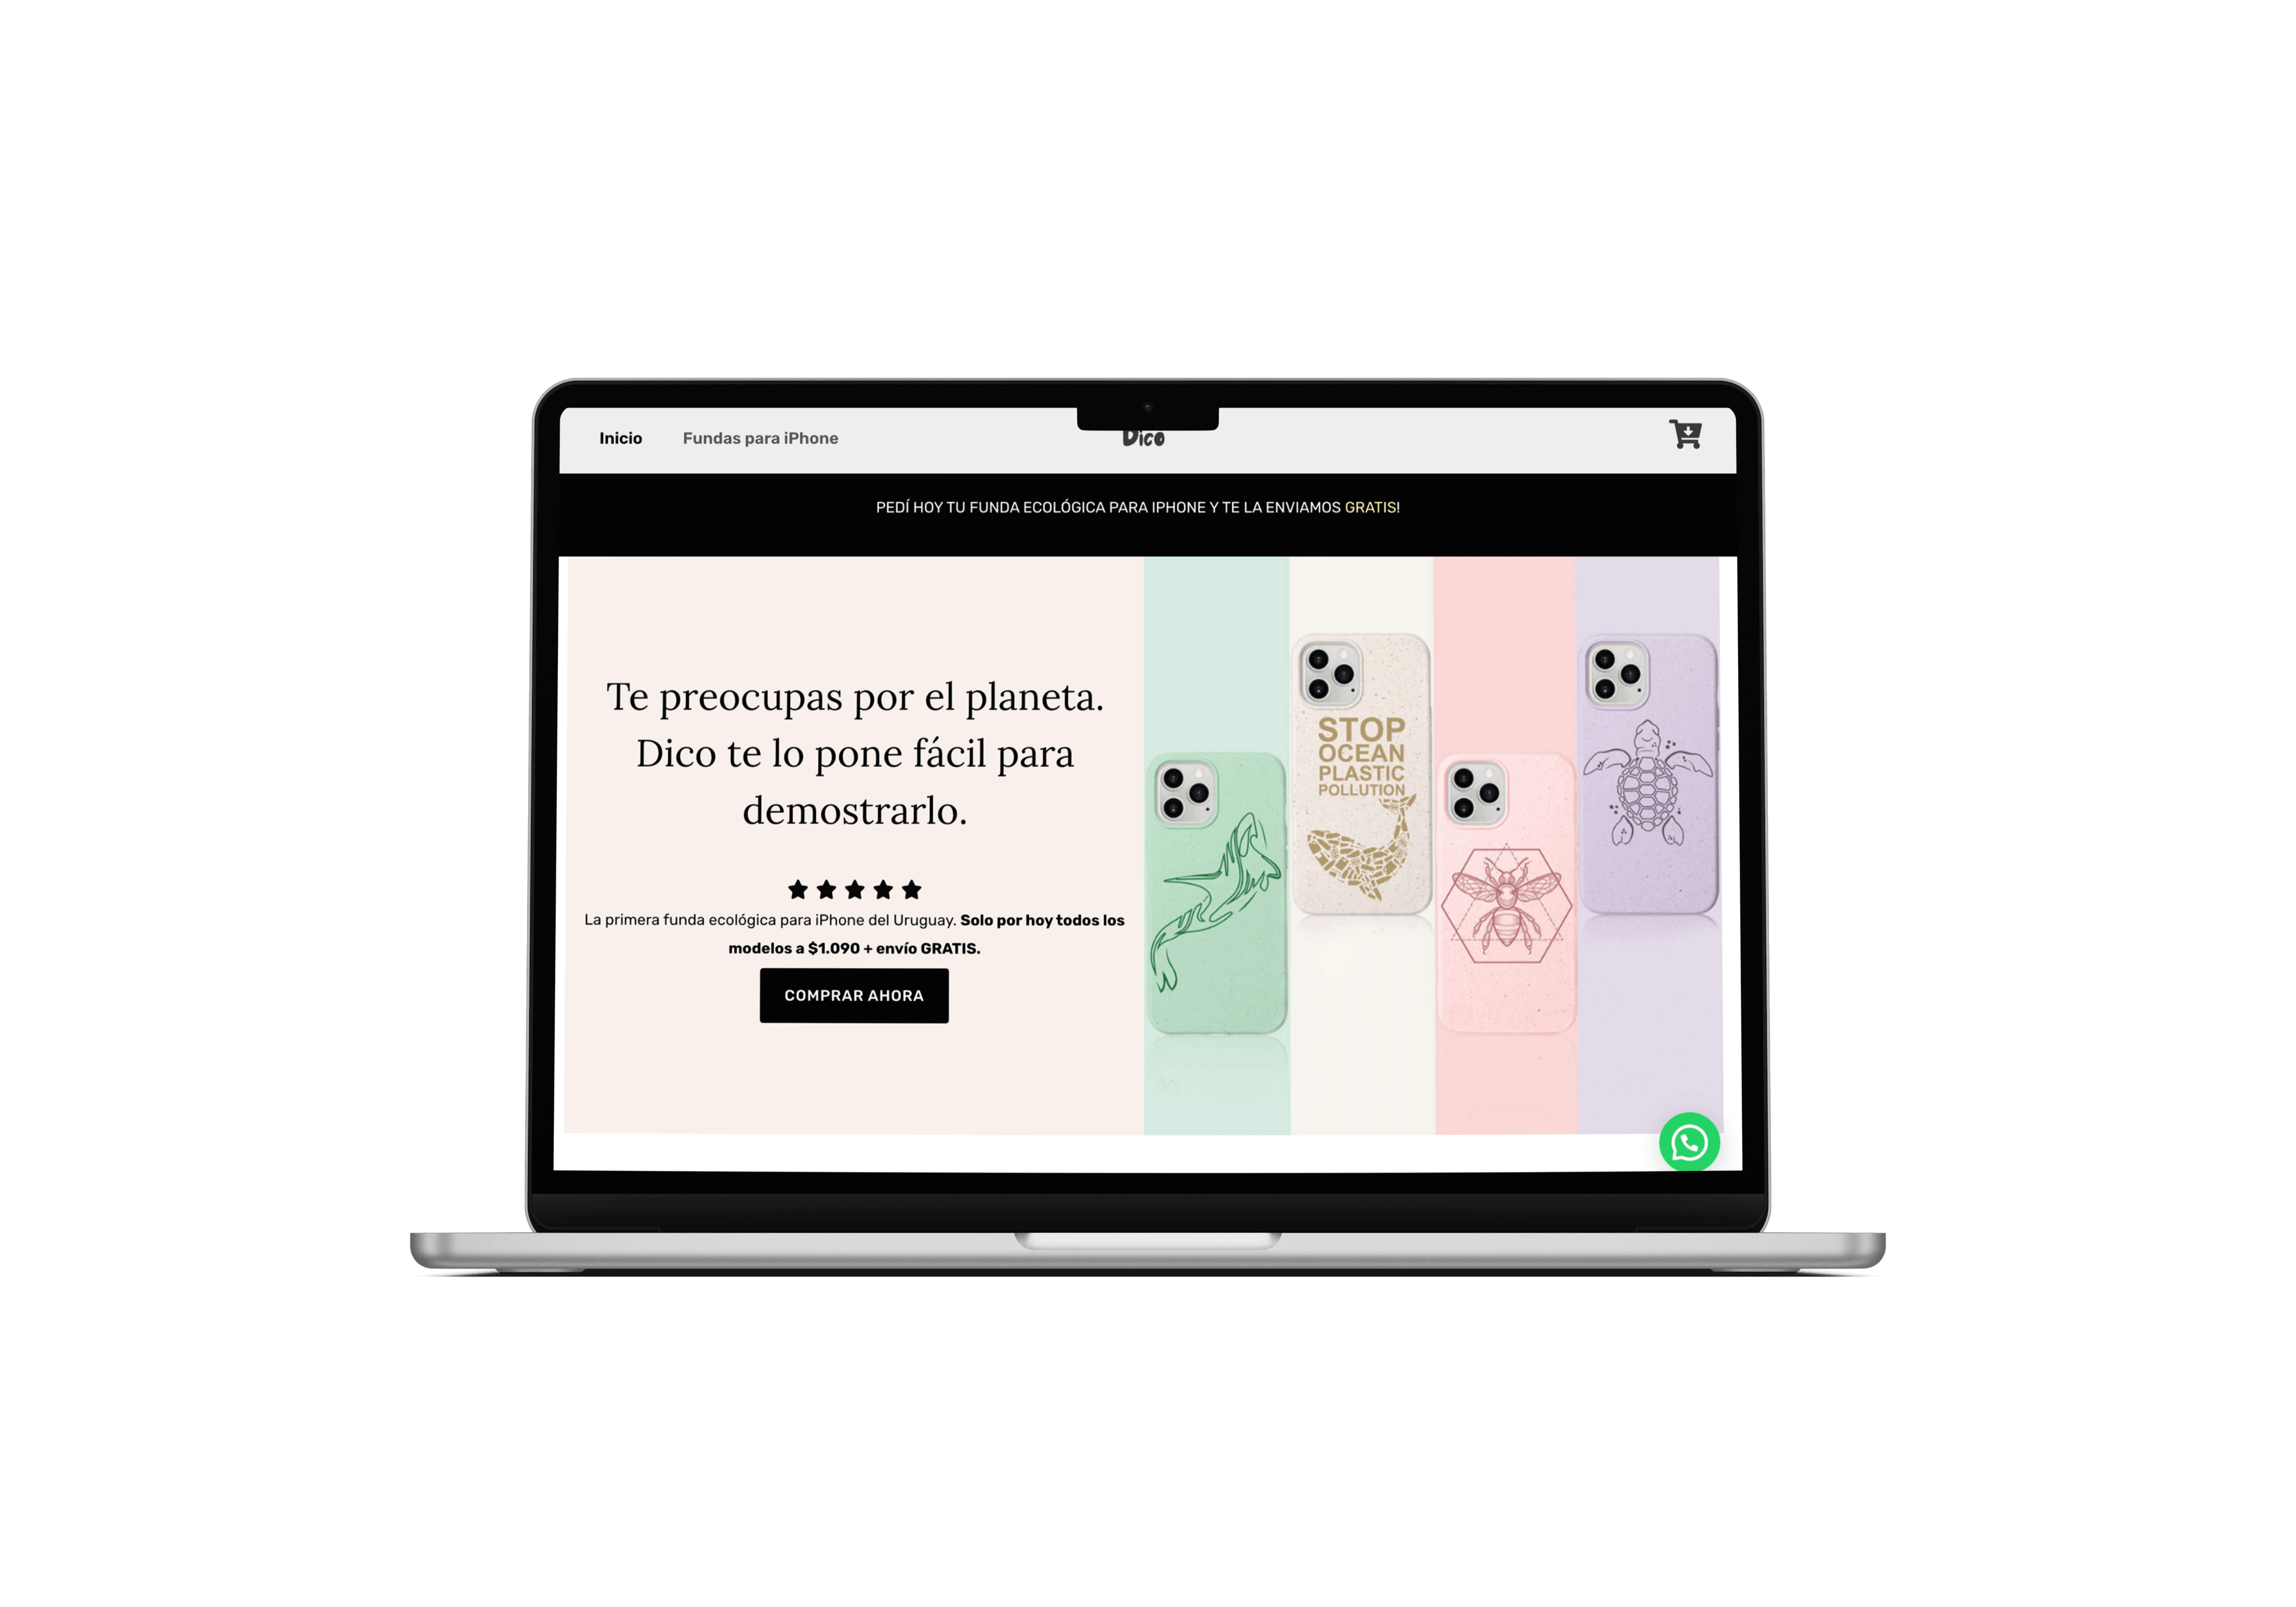 Inicio
Fundas para iPhone
Dico
PEDÍ HOY TU FUNDA ECOLÓGICA PARA IPHONE Y TE LA ENVIAMOS GRATIS!
Te preocupas por el planeta.
Dico te lo pone fácil para
demostrarlo.
La primera funda ecológica para iPhone del Uruguay. Solo por hoy todos los
modelos a $1.090 + envío GRATIS.
COMPRAR AHORA
STOP
OCEAN
PLASTIC
POLLUTION